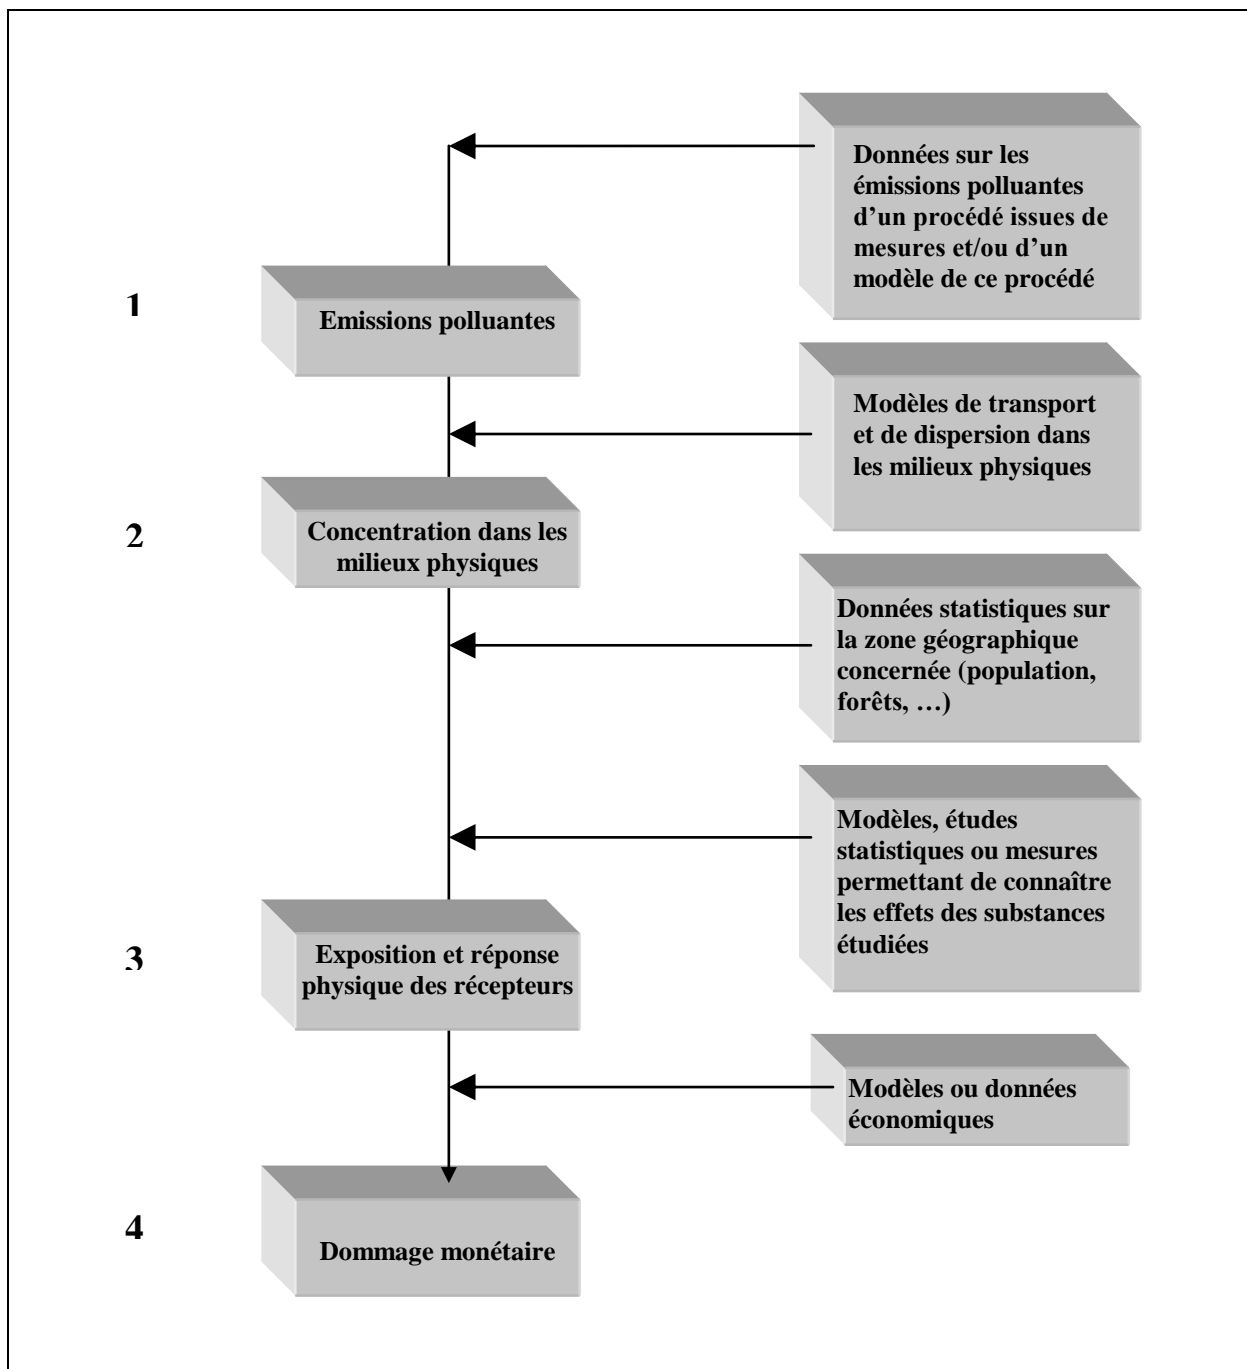 Données sur les
émissions polluantes
d’un procédé issues de
mesures et/ou d’un
modèle de ce procédé
1
Emissions polluantes
Modèles de transport
et de dispersion dans
les milieux physiques
2
Concentration dans les
milieux physiques
Données statistiques sur
la zone géographique
concernée (population,
forêts, …)
Modèles, études
statistiques ou mesures
permettant de connaître
les effets des substances
étudiées
3
Exposition et réponse
physique des récepteurs
Modèles ou données
économiques
4
Dommage monétaire